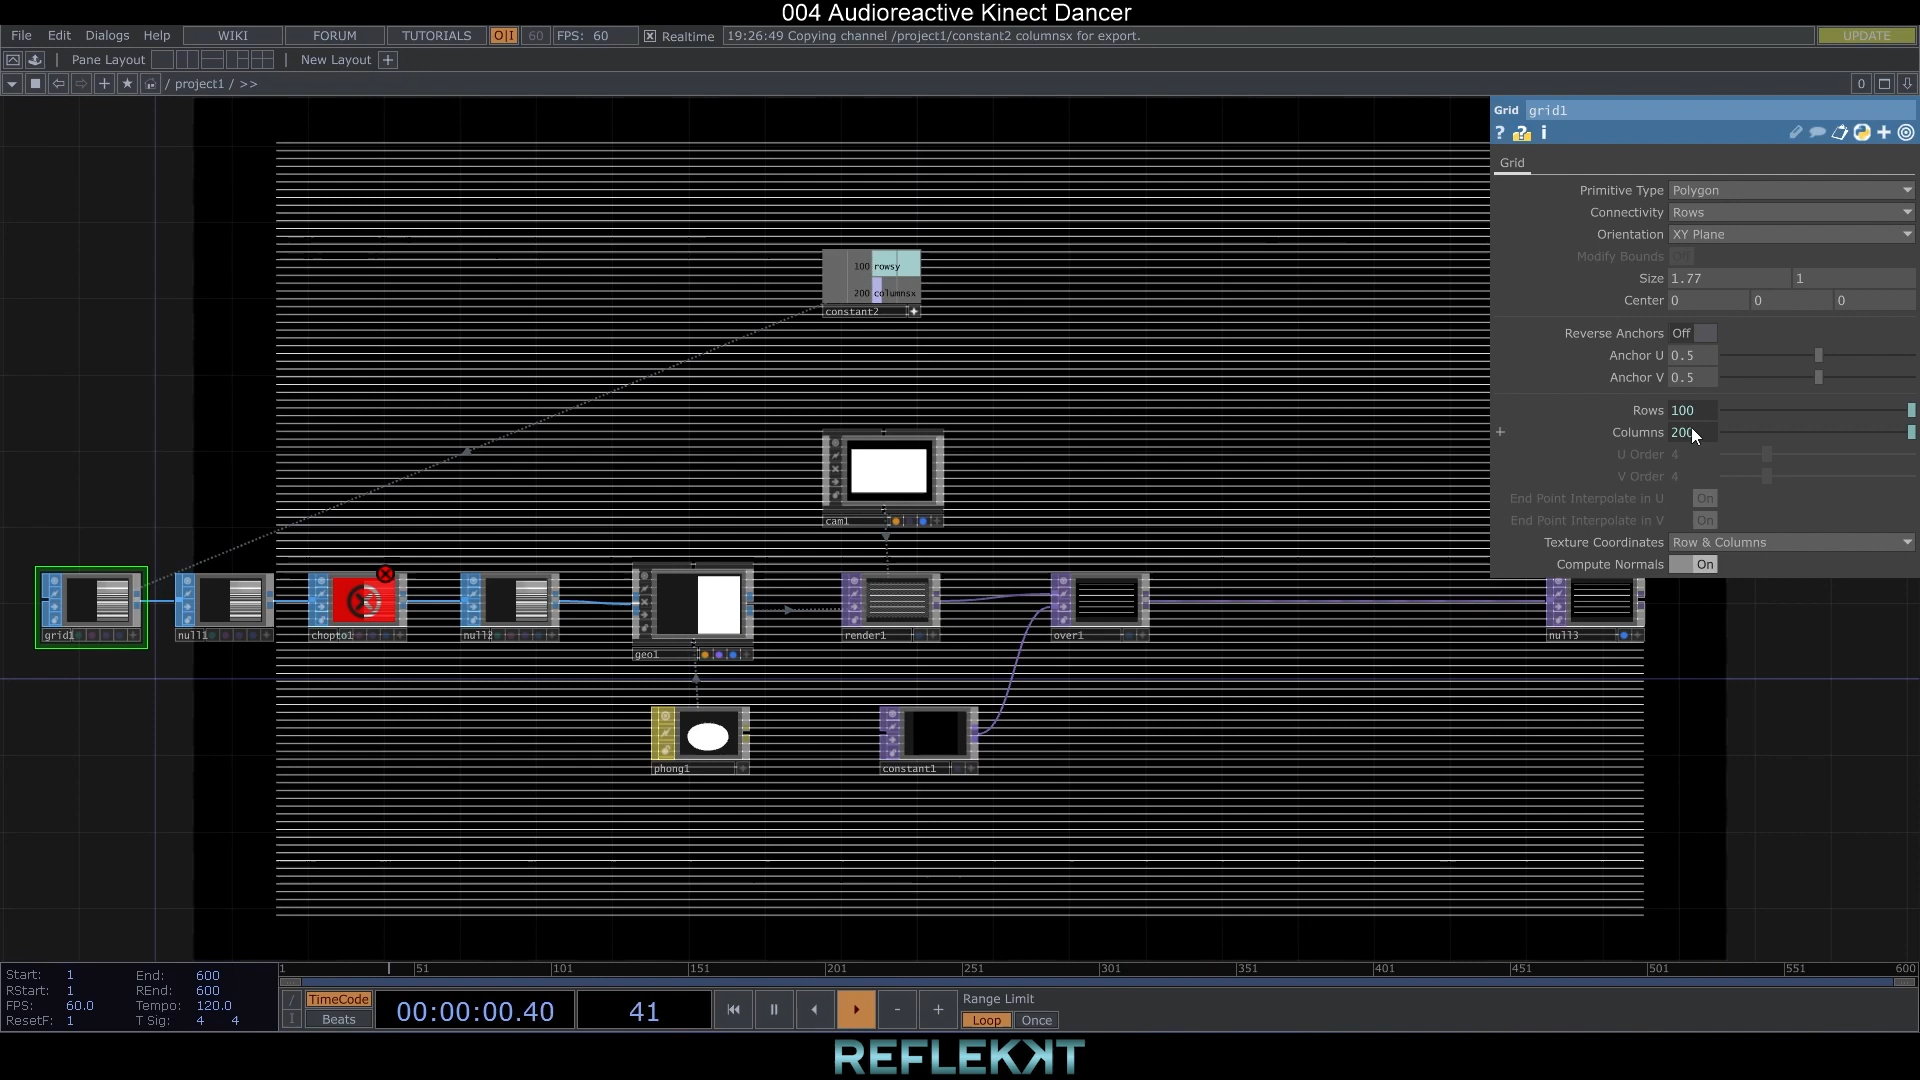 004 Audioreactive Kinect Dancer
File Edit Dialogs Help WIKI FORUM TUTORIALS O|I 60 FPS: 60 Realtime 19:26:49 Copying channel /project1/constant2 columnsx for export. UPDATE
Pane Layout New Layout
/ project1 / >> 0
Grid grid1
? ? i
Grid
Primitive Type Polygon
Connectivity Rows
Orientation XY Plane
Modify Bounds Off
Size 1.77 1
Center 0 0 0
Reverse Anchors Off
Anchor U 0.5
Anchor V 0.5
Rows 100
Columns 200
U Order 4
V Order 4
End Point Interpolate in U On
End Point Interpolate in V On
Texture Coordinates Row & Columns
Compute Normals On
100 rowsy
200 columnsx
constant2
cam1
grid1 null1 chopto1 null2 render1 over1 null3
geo1
phong1 constant1
1 51 101 151 201 251 301 351 401 451 501 551 600
Start: 1 End: 600
RStart: 1 REnd: 600
FPS: 60.0 Tempo: 120.0
ResetF: 1 T Sig: 4 4
/ TimeCode
I Beats
00:00:00.40 41 - +
Range Limit
Loop Once
REFLEKKT